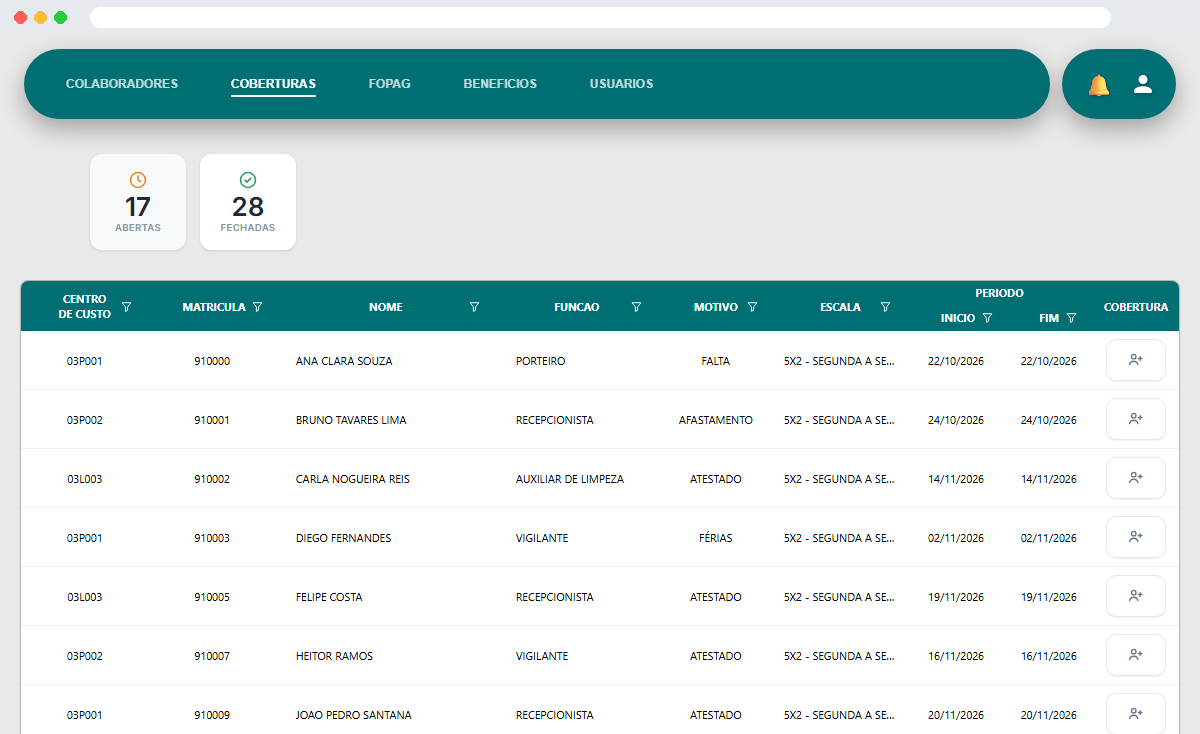 COLABORADORES COBERTURAS FOPAG BENEFICIOS USUARIOS
17 28
ABERTAS FECHADAS
CENTRO DE CUSTO MATRICULA NOME FUNCAO MOTIVO ESCALA PERIODO INICIO FIM COBERTURA
03P001 910000 ANA CLARA SOUZA PORTEIRO FALTA 5X2 - SEGUNDA A SE... 22/10/2026 22/10/2026
03P002 910001 BRUNO TAVARES LIMA RECEPCIONISTA AFASTAMENTO 5X2 - SEGUNDA A SE... 24/10/2026 24/10/2026
03L003 910002 CARLA NOGUEIRA REIS AUXILIAR DE LIMPEZA ATESTADO 5X2 - SEGUNDA A SE... 14/11/2026 14/11/2026
03P001 910003 DIEGO FERNANDES VIGILANTE FÉRIAS 5X2 - SEGUNDA A SE... 02/11/2026 02/11/2026
03L003 910005 FELIPE COSTA RECEPCIONISTA ATESTADO 5X2 - SEGUNDA A SE... 19/11/2026 19/11/2026
03P002 910007 HEITOR RAMOS VIGILANTE ATESTADO 5X2 - SEGUNDA A SE... 16/11/2026 16/11/2026
03P001 910009 JOAO PEDRO SANTANA RECEPCIONISTA ATESTADO 5X2 - SEGUNDA A SE... 20/11/2026 20/11/2026